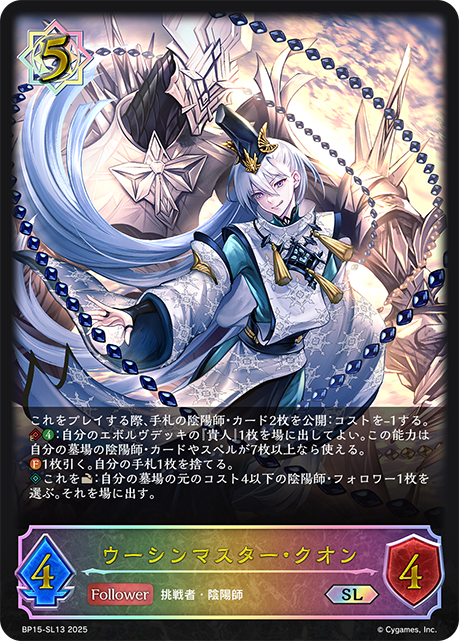 5
これをプレイする際、手札の陰陽師・カード2枚を公開：コストを-1する。
4：自分のエボルヴデッキの『貴人』1枚を場に出してよい。この能力は
自分の墓場の陰陽師・カードやスペルが7枚以上なら使える。
F 1枚引く。自分の手札1枚を捨てる。
これを：自分の墓場の元のコスト4以下の陰陽師・フォロワー1枚を
選ぶ。それを場に出す。
ウーシンマスター・クオン
4
Follower 挑戦者・陰陽師 SL
4
BP15-SL13 2025 © Cygames, Inc.